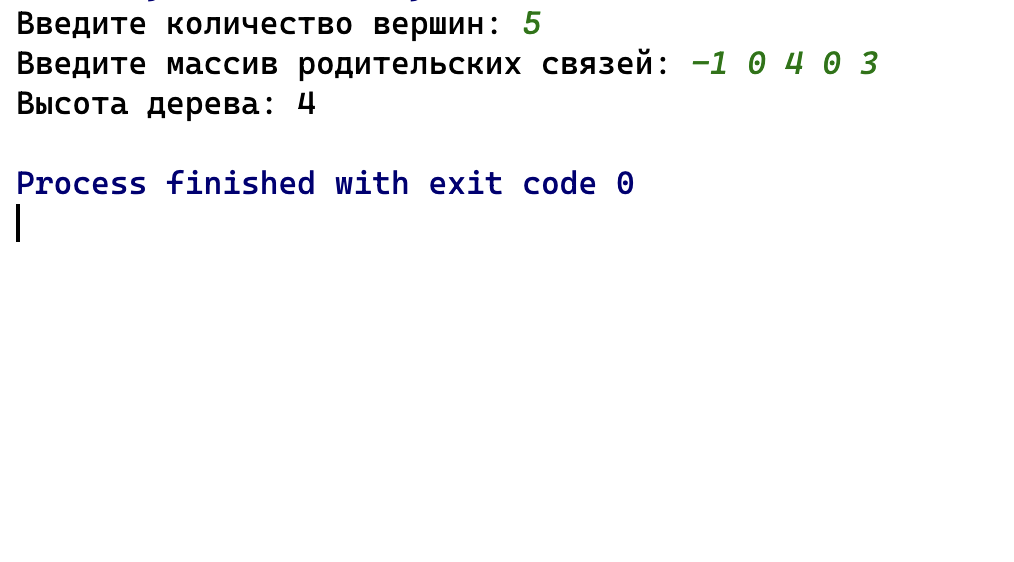 Введите количество вершин: 5
Введите массив родительских связей: -1 0 4 0 3
Высота дерева: 4
Process finished with exit code 0